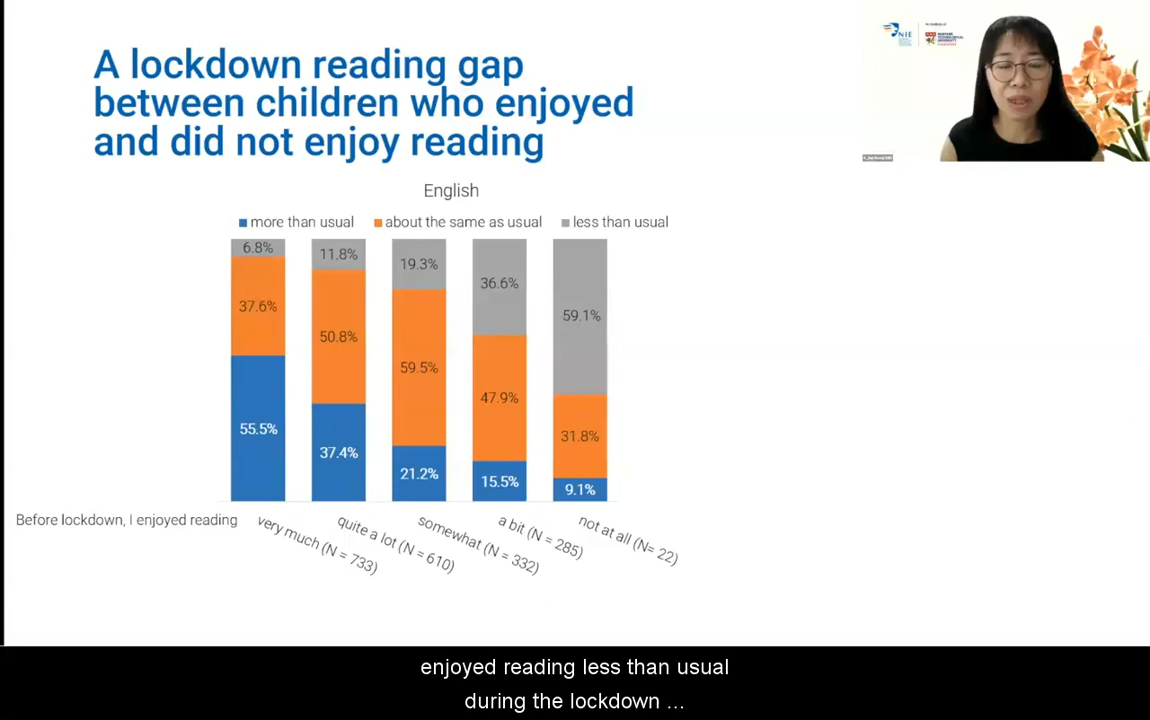 A lockdown reading gap
between children who enjoyed
and did not enjoy reading
NIE
English
more than usual
about the same as usual
less than usual
6.8%
11.8%
19.3%
36.6%
59.1%
37.6%
50.8%
59.5%
47.9%
31.8%
55.5%
37.4%
21.2%
15.5%
9.1%
Before lockdown, I enjoyed reading
very much (N = 733)
quite a lot (N = 610)
somewhat (N = 332)
a bit (N = 285)
not at all (N= 22)
enjoyed reading less than usual
during the lockdown ...